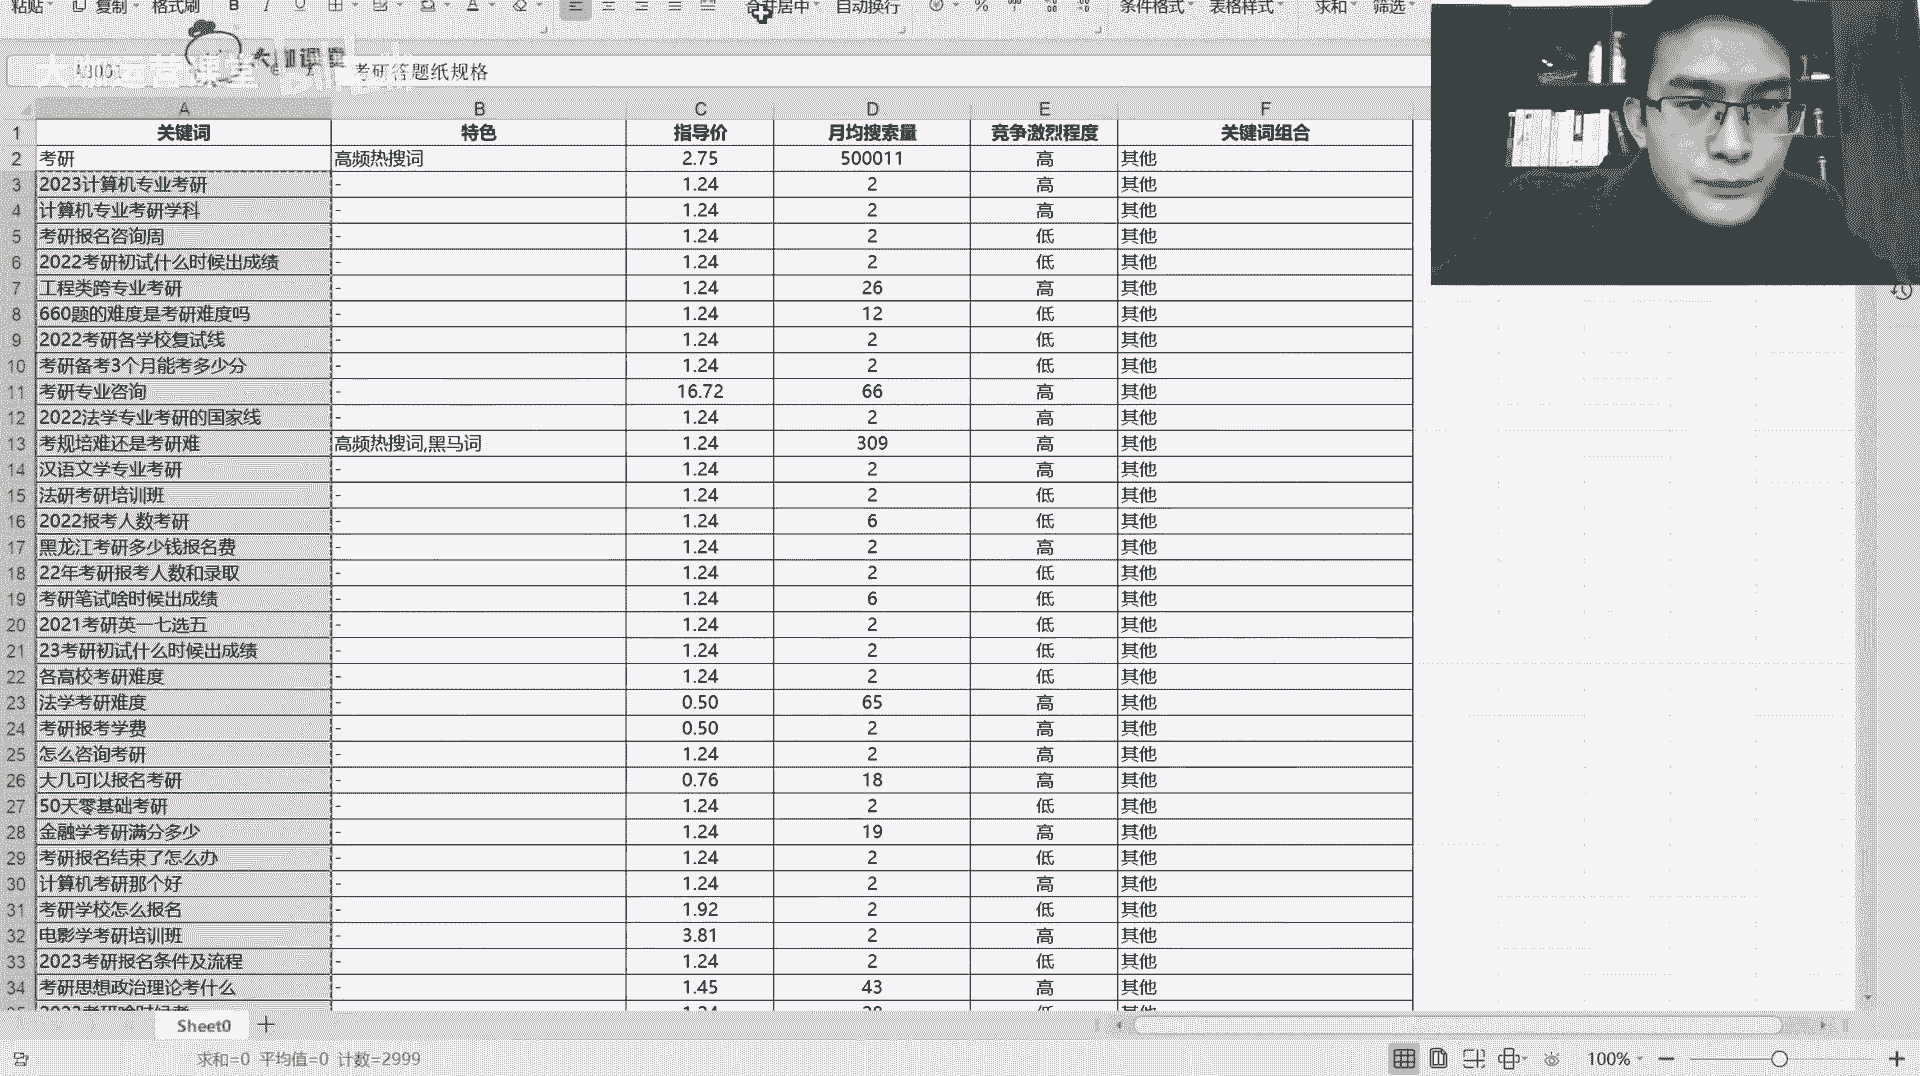 粘贴 复制 格式刷 B I U 合并居中 自动换行 % 条件格式 表格样式 求和 筛选
大咖运营课堂
考研答题纸规格
A B C D E F
1 关键词 特色 指导价 月均搜索量 竞争激烈程度 关键词组合
2 考研 高频热搜词 2.75 500011 高 其他
3 2023计算机专业考研 - 1.24 2 高 其他
4 计算机专业考研学科 - 1.24 2 高 其他
5 考研报名咨询周 - 1.24 2 低 其他
6 2022考研初试什么时候出成绩 - 1.24 2 低 其他
7 工程类跨专业考研 - 1.24 26 高 其他
8 660题的难度是考研难度吗 - 1.24 12 低 其他
9 2022考研各学校复试线 - 1.24 2 低 其他
10 考研备考3个月能考多少分 - 1.24 2 低 其他
11 考研专业咨询 - 16.72 66 高 其他
12 2022法学专业考研的国家线 - 1.24 2 高 其他
13 考规培难还是考研难 高频热搜词,黑马词 1.24 309 高 其他
14 汉语文学专业考研 - 1.24 2 高 其他
15 法研考研培训班 - 1.24 2 低 其他
16 2022报考人数考研 - 1.24 6 低 其他
17 黑龙江考研多少钱报名费 - 1.24 2 高 其他
18 22年考研报考人数和录取 - 1.24 2 低 其他
19 考研笔试啥时候出成绩 - 1.24 6 低 其他
20 2021考研英一七选五 - 1.24 2 低 其他
21 23考研初试什么时候出成绩 - 1.24 2 低 其他
22 各高校考研难度 - 1.24 2 低 其他
23 法学考研难度 - 0.50 65 高 其他
24 考研报考学费 - 0.50 2 高 其他
25 怎么咨询考研 - 1.24 2 高 其他
26 大几可以报名考研 - 0.76 18 高 其他
27 50天零基础考研 - 1.24 2 低 其他
28 金融学考研满分多少 - 1.24 19 高 其他
29 考研报名结束了怎么办 - 1.24 2 低 其他
30 计算机考研那个好 - 1.24 2 高 其他
31 考研学校怎么报名 - 1.92 2 低 其他
32 电影学考研培训班 - 3.81 2 高 其他
33 2023考研报名条件及流程 - 1.24 2 低 其他
34 考研思想政治理论考什么 - 1.45 43 高 其他
Sheet0
求和=0 平均值=0 计数=2999 100%